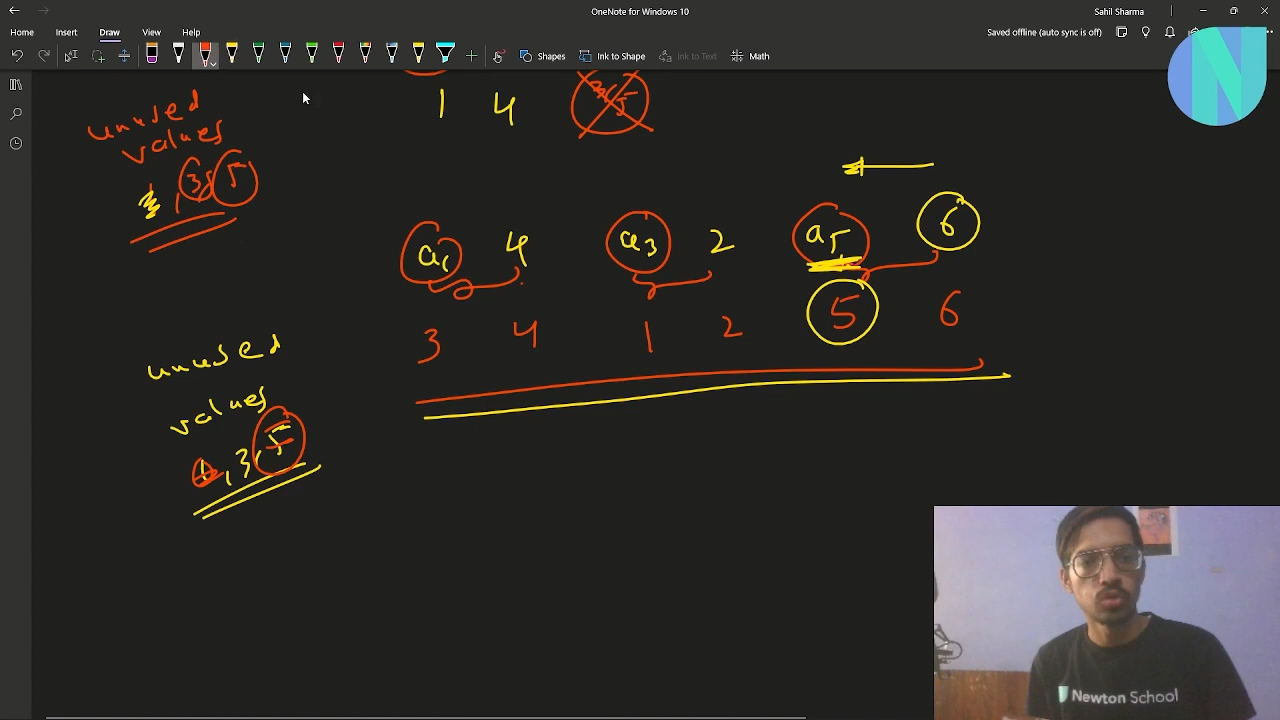 OneNote for Windows 10
Sahil Sharma
Home Insert Draw View Help
Saved offline (auto sync is off)
Shapes Ink to Shape Ink to Text Math
1 4
unused
values
3, 5
a1 4 a3 2 a5 6
3 4 1 2 5 6
unused
values
1, 3, 5
Newton School